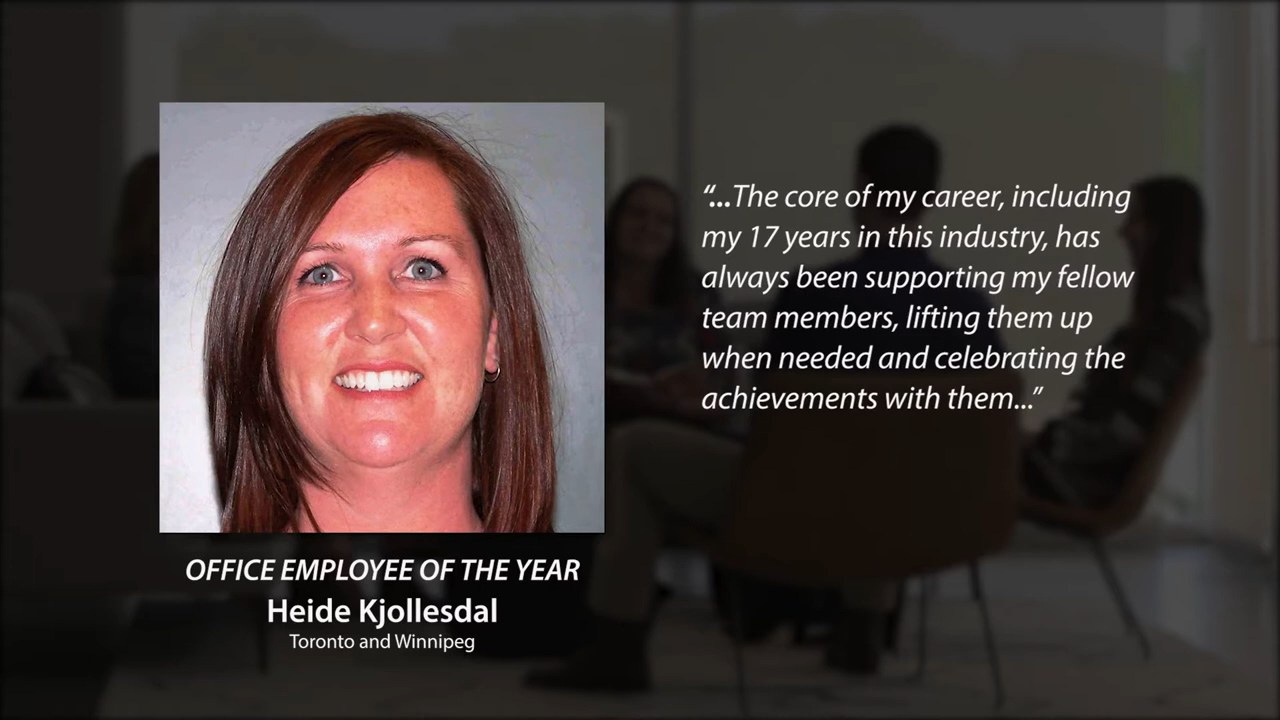 “...The core of my career, including
my 17 years in this industry, has
always been supporting my fellow
team members, lifting them up
when needed and celebrating the
achievements with them...”
OFFICE EMPLOYEE OF THE YEAR
Heide Kjollesdal
Toronto and Winnipeg